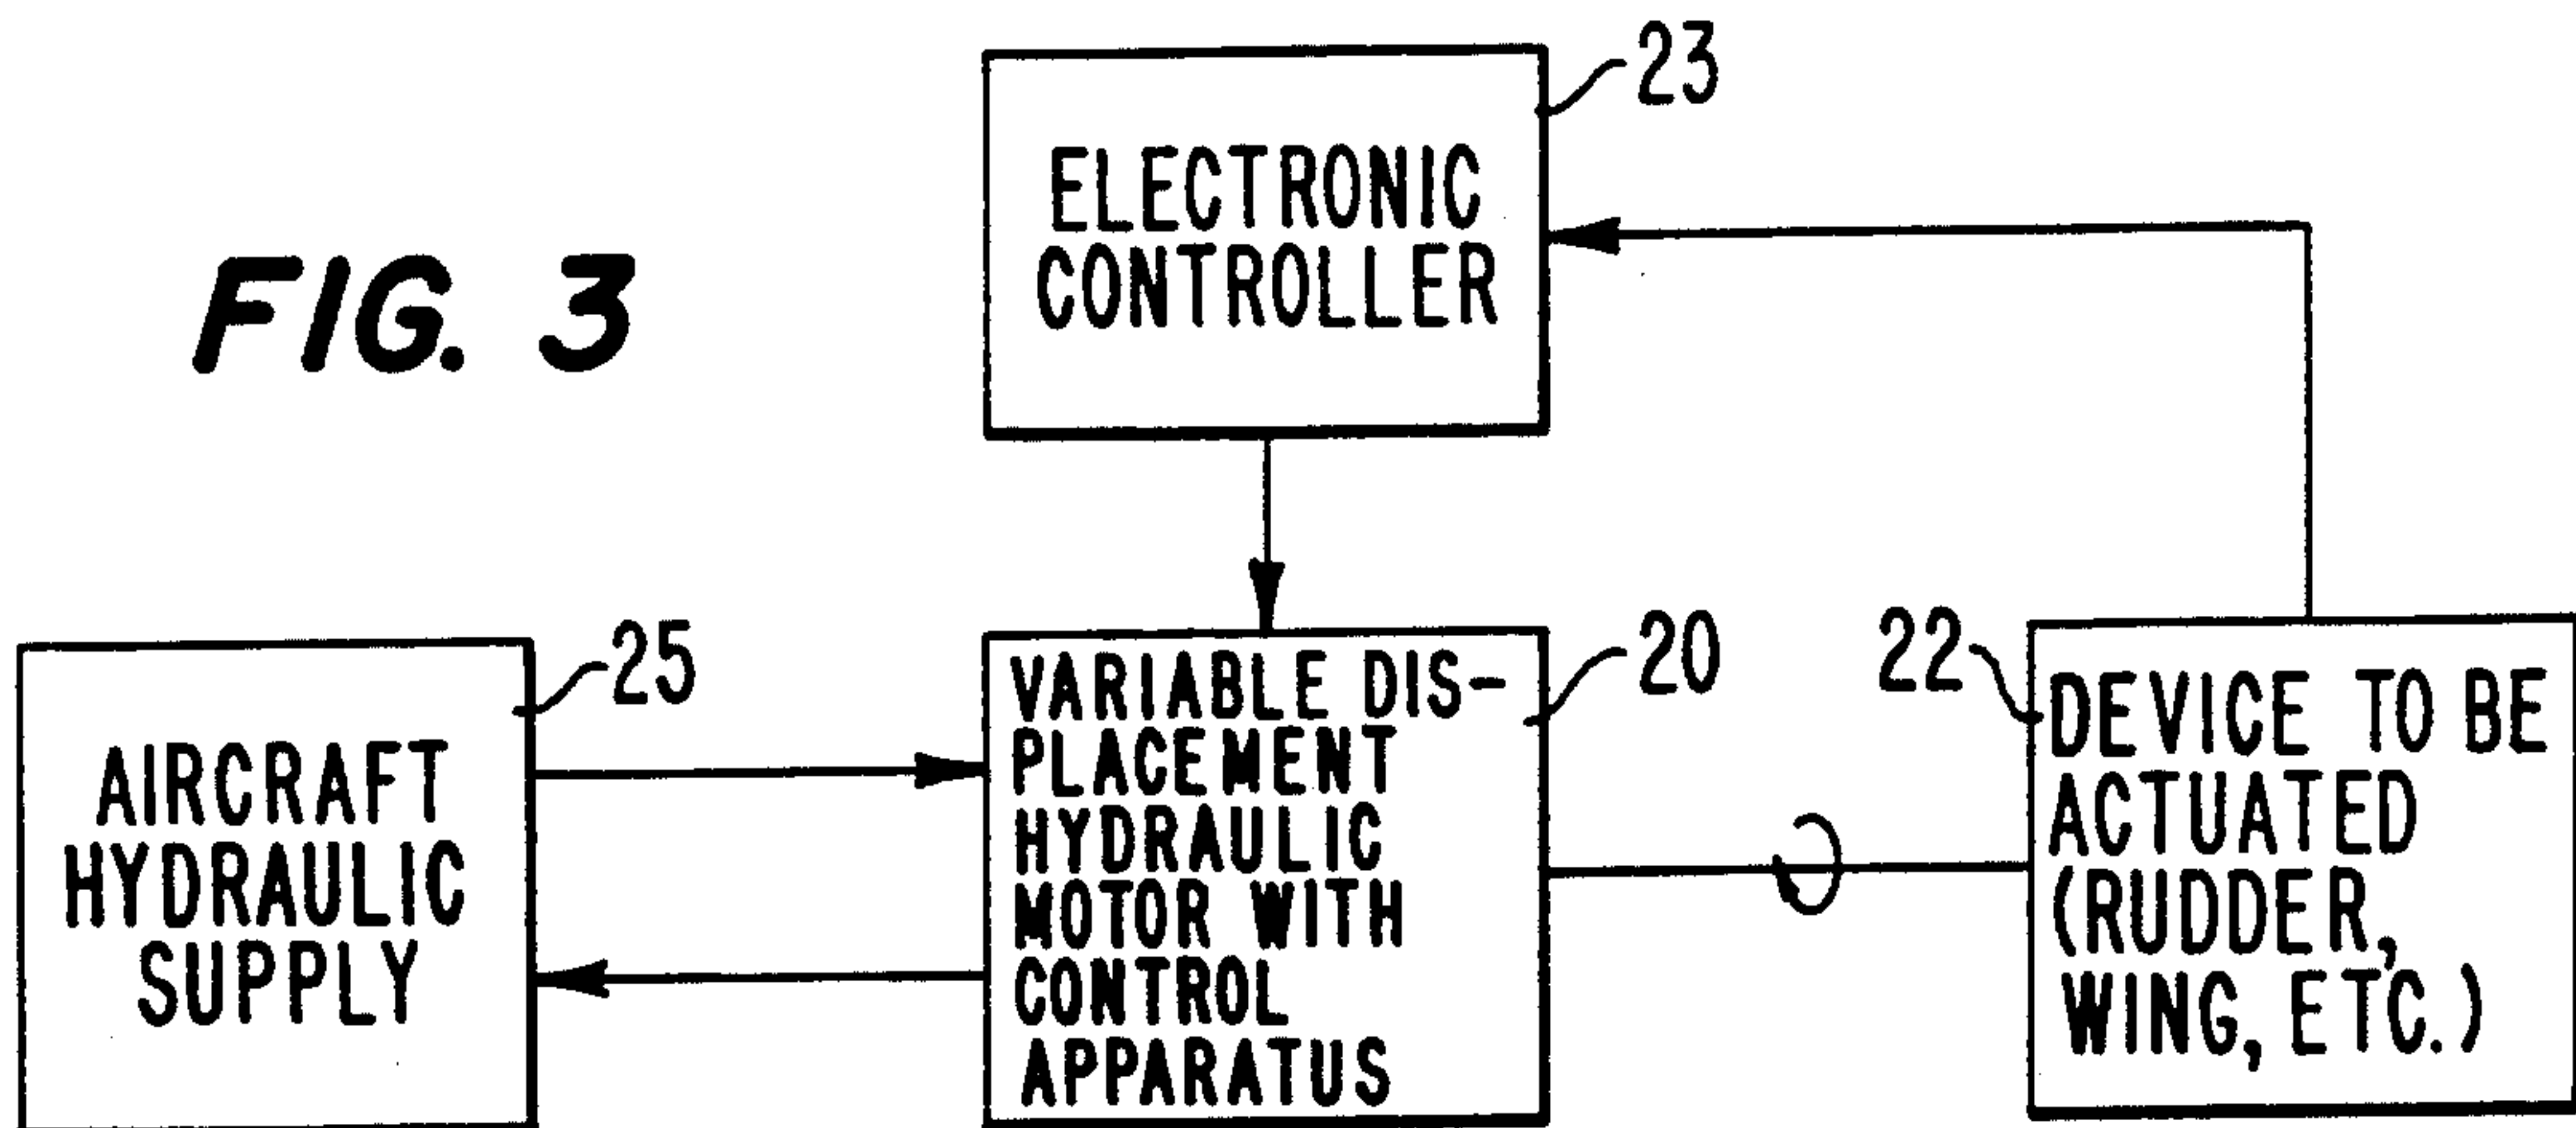 FIG. 3
23
ELECTRONIC
CONTROLLER
25
AIRCRAFT
HYDRAULIC
SUPPLY
20
VARIABLE DIS-
PLACEMENT
HYDRAULIC
MOTOR WITH
CONTROL
APPARATUS
22
DEVICE TO BE
ACTUATED
(RUDDER,
WING, ETC.)